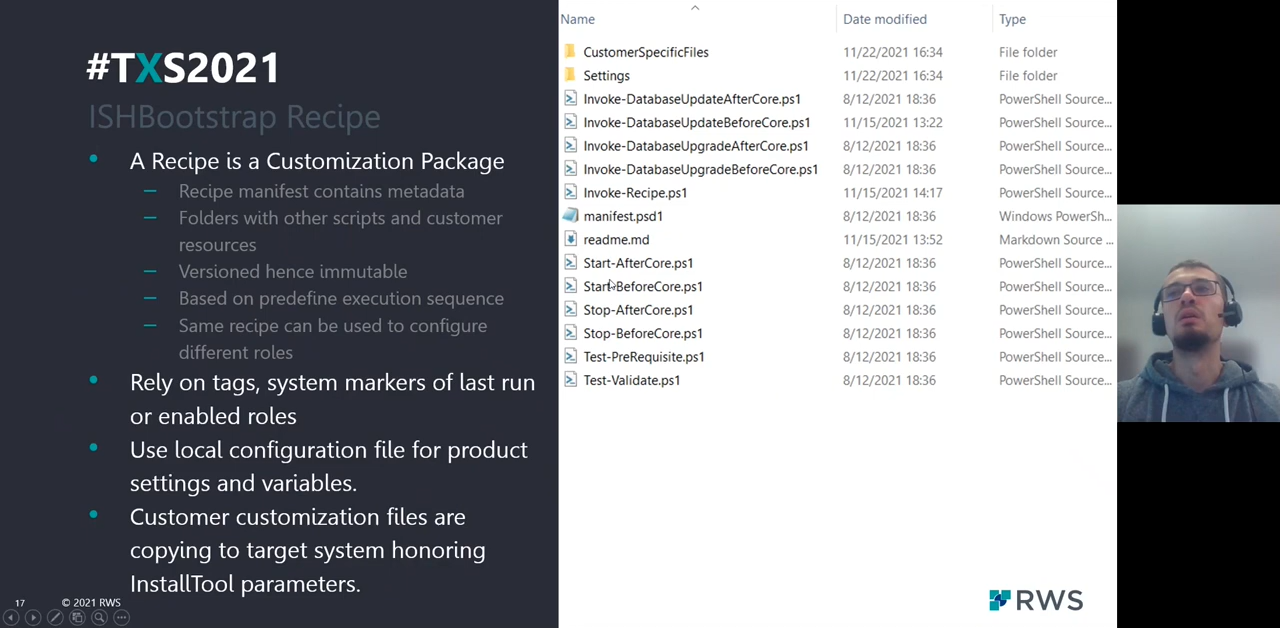 #TXS2021
ISHBootstrap Recipe
A Recipe is a Customization Package
Recipe manifest contains metadata
Folders with other scripts and customer
resources
Versioned hence immutable
Based on predefine execution sequence
Same recipe can be used to configure
different roles
Rely on tags, system markers of last run
or enabled roles
Use local configuration file for product
settings and variables.
Customer customization files are
copying to target system honoring
InstallTool parameters.
17 © 2021 RWS
Name Date modified Type
CustomerSpecificFiles 11/22/2021 16:34 File folder
Settings 11/22/2021 16:34 File folder
Invoke-DatabaseUpdateAfterCore.ps1 8/12/2021 18:36 PowerShell Source...
Invoke-DatabaseUpdateBeforeCore.ps1 11/15/2021 13:22 PowerShell Source...
Invoke-DatabaseUpgradeAfterCore.ps1 8/12/2021 18:36 PowerShell Source...
Invoke-DatabaseUpgradeBeforeCore.ps1 8/12/2021 18:36 PowerShell Source...
Invoke-Recipe.ps1 11/15/2021 14:17 PowerShell Source...
manifest.psd1 8/12/2021 18:36 Windows PowerSh...
readme.md 11/15/2021 13:52 Markdown Source ...
Start-AfterCore.ps1 8/12/2021 18:36 PowerShell Source...
Start-BeforeCore.ps1 8/12/2021 18:36 PowerShell Source...
Stop-AfterCore.ps1 8/12/2021 18:36 PowerShell Source...
Stop-BeforeCore.ps1 8/12/2021 18:36 PowerShell Source...
Test-PreRequisite.ps1 8/12/2021 18:36 PowerShell Source...
Test-Validate.ps1 8/12/2021 18:36 PowerShell Source...
RWS